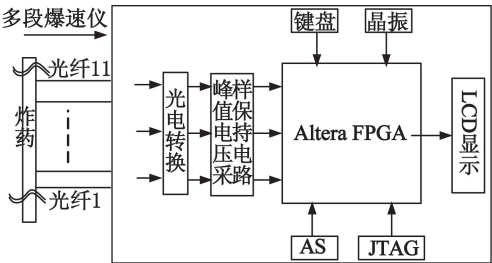 多段爆速仪
键盘
晶振
光纤11
炸药
光纤1
光电转换
峰值电压采
样保持电路
Altera FPGA
LCD显示
AS
JTAG